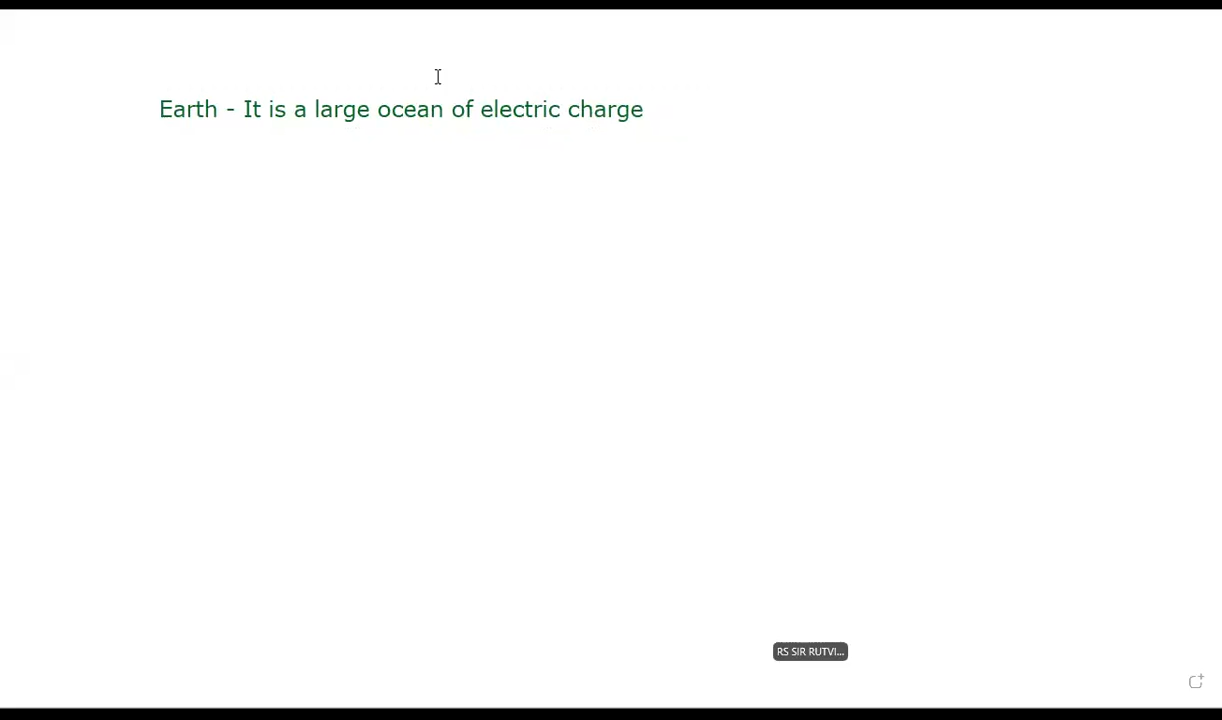 Earth - It is a large ocean of electric charge
RS SIR RUTVI...